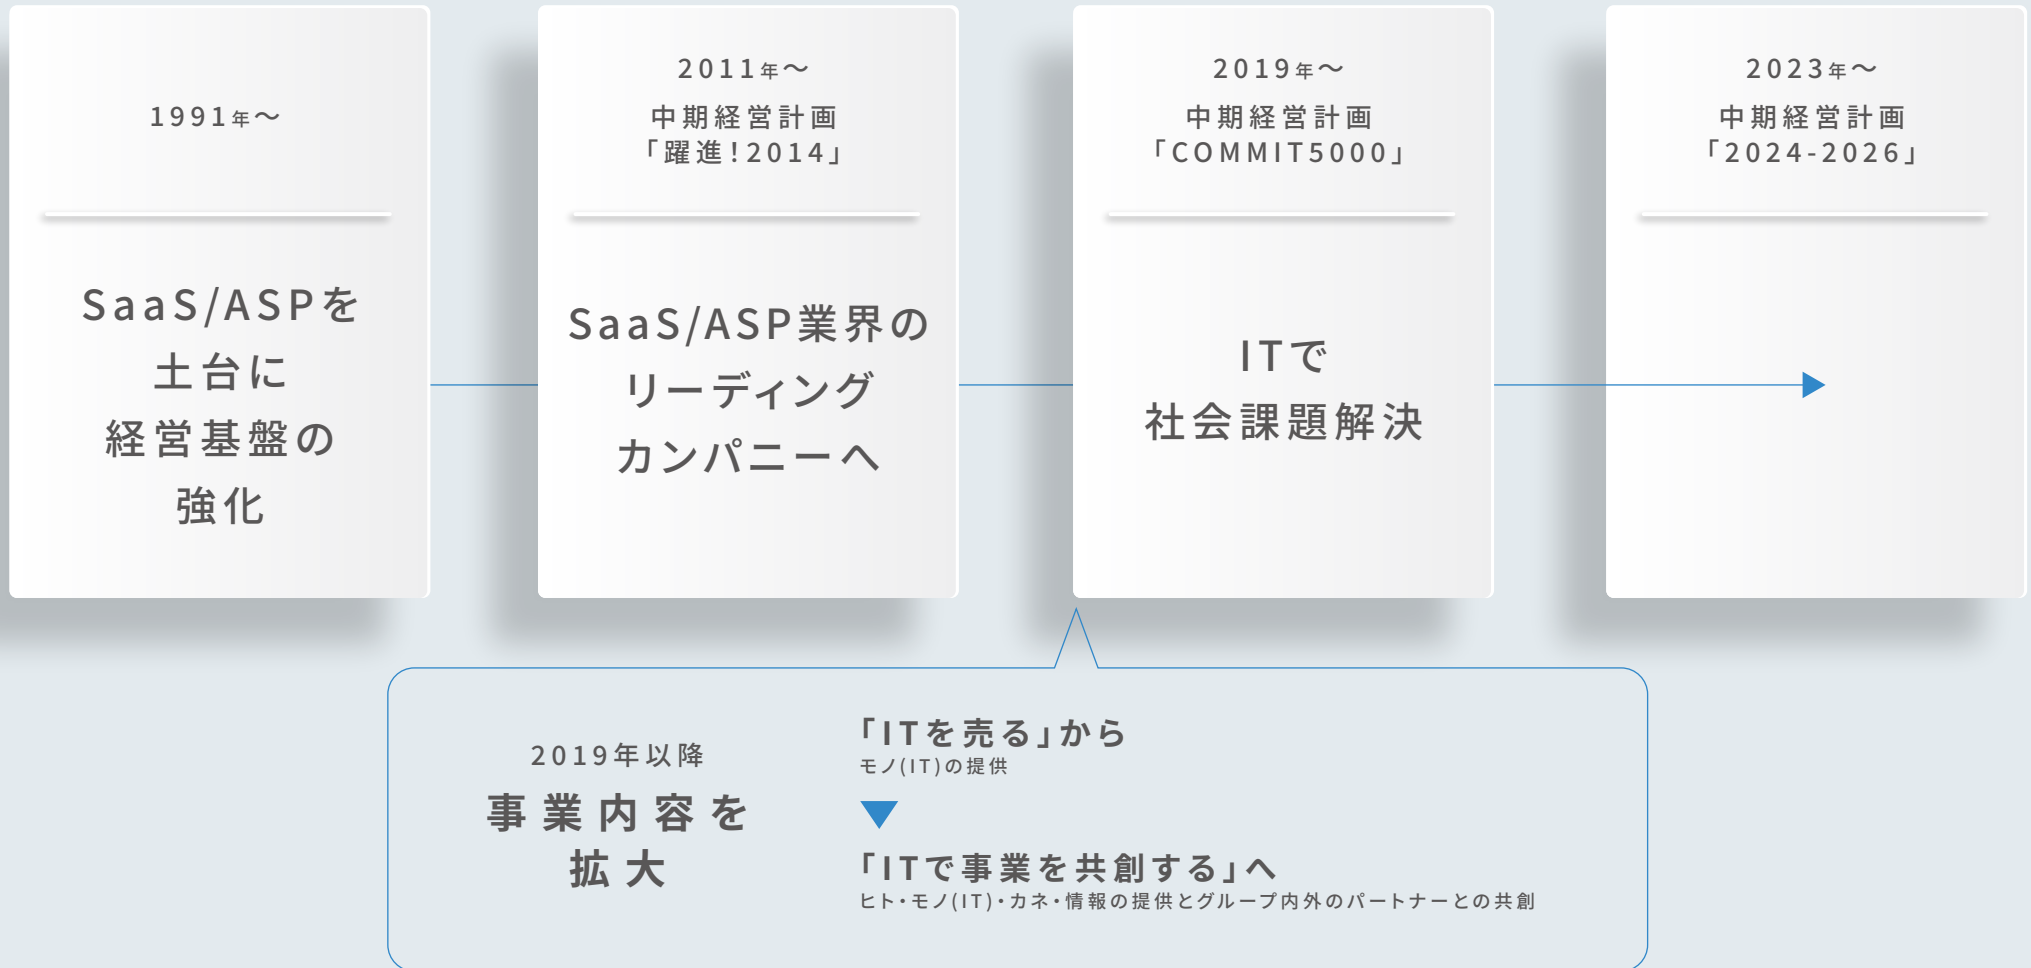 1991年〜
SaaS/ASPを
土台に
経営基盤の
強化
2011年〜
中期経営計画
「躍進!2014」
SaaS/ASP業界の
リーディング
カンパニーへ
2019年〜
中期経営計画
「COMMIT5000」
ITで
社会課題解決
2023年〜
中期経営計画
「2024-2026」
2019年以降
事業内容を
拡大
「ITを売る」から
モノ(IT)の提供
「ITで事業を共創する」へ
ヒト・モノ(IT)・カネ・情報の提供とグループ内外のパートナーとの共創